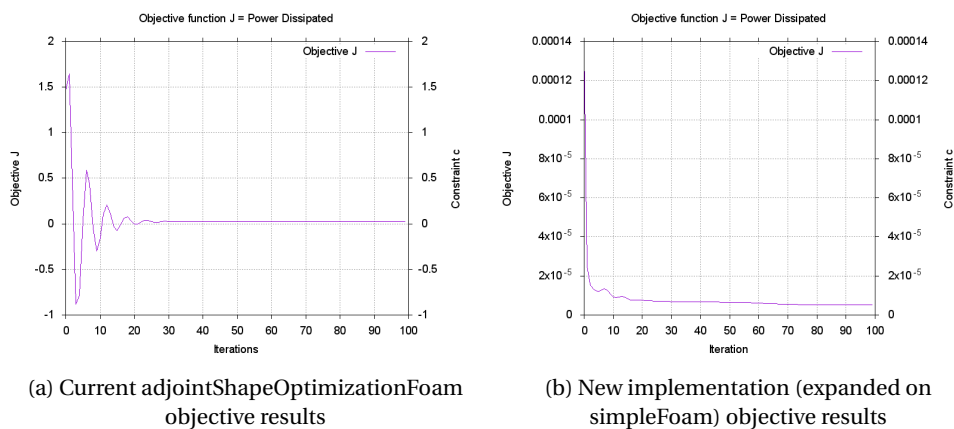 Objective function J = Power Dissipated
Objective J
2
1.5
1
0.5
0
-0.5
-1
2
1.5
1
0.5
0
-0.5
-1
Objective J
Constraint c
0 10 20 30 40 50 60 70 80 90 100
Iterations
(a) Current adjointShapeOptimizationFoam
objective results
Objective function J = Power Dissipated
Objective J
0.00014
0.00012
0.0001
8x10⁻⁵
6x10⁻⁵
4x10⁻⁵
2x10⁻⁵
0
0.00014
0.00012
0.0001
8x10⁻⁵
6x10⁻⁵
4x10⁻⁵
2x10⁻⁵
0
Objective J
Constraint c
0 10 20 30 40 50 60 70 80 90 100
Iteration
(b) New implementation (expanded on
simpleFoam) objective results